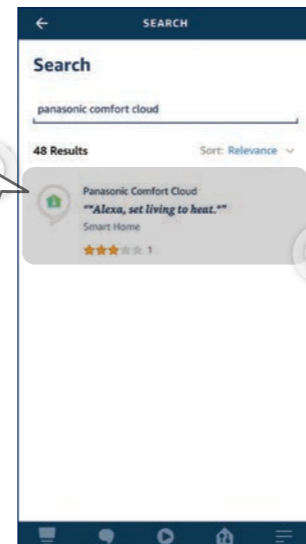 SEARCH
Search
panasonic comfort cloud
48 Results Sort: Relevance
Panasonic Comfort Cloud
""Alexa, set living to heat.""
Smart Home
1